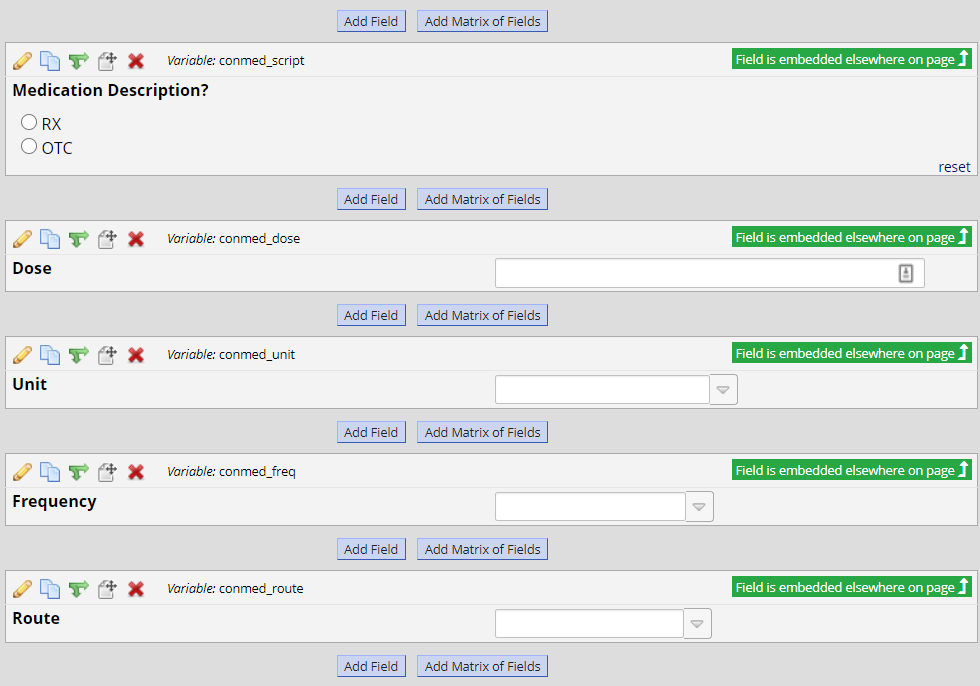 Add Field Add Matrix of Fields
Variable: conmed_script Field is embedded elsewhere on page
Medication Description?
RX
OTC
reset
Add Field Add Matrix of Fields
Variable: conmed_dose Field is embedded elsewhere on page
Dose
Add Field Add Matrix of Fields
Variable: conmed_unit Field is embedded elsewhere on page
Unit
Add Field Add Matrix of Fields
Variable: conmed_freq Field is embedded elsewhere on page
Frequency
Add Field Add Matrix of Fields
Variable: conmed_route Field is embedded elsewhere on page
Route
Add Field Add Matrix of Fields